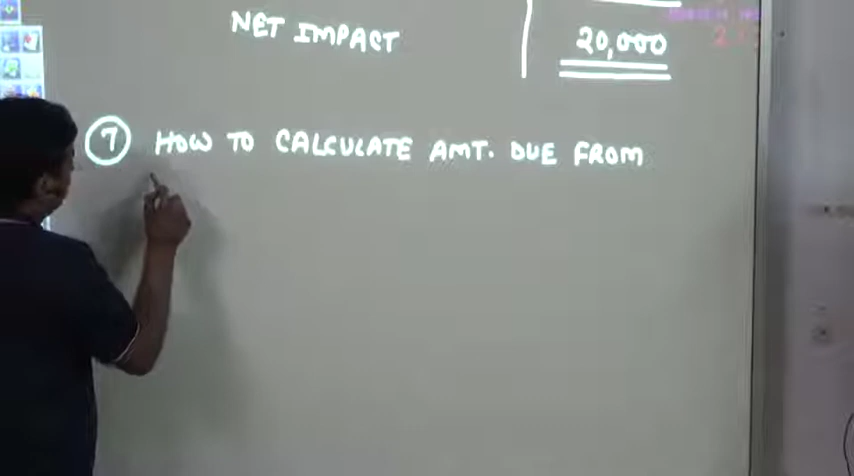 NET IMPACT 20,000
7 HOW TO CALCULATE AMT. DUE FROM